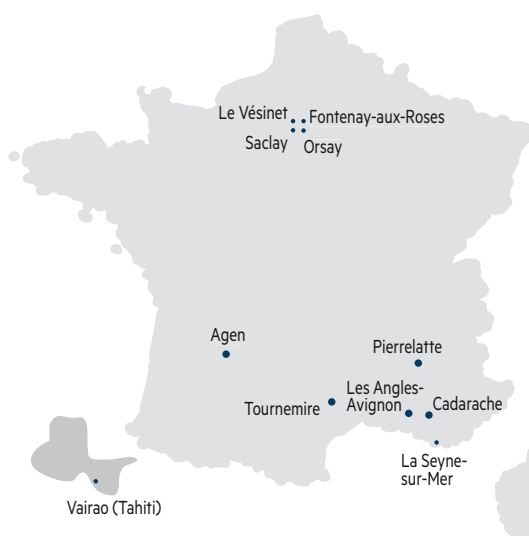 Le Vésinet
Fontenay-aux-Roses
Saclay
Orsay
Agen
Pierrelatte
Les Angles-
Avignon
Cadarache
Tournemire
La Seyne-
sur-Mer
Vairao (Tahiti)